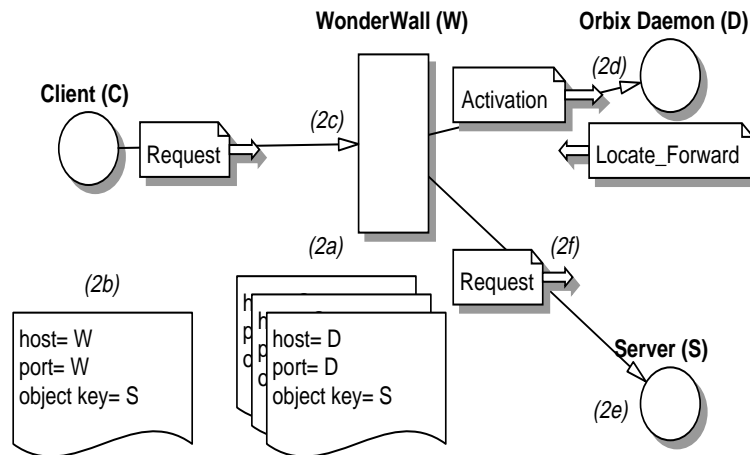 WonderWall (W)
Orbix Daemon (D)
Client (C)
(2d)
Activation
(2c)
Request
Locate_Forward
(2a)
(2f)
(2b)
Request
host= W
port= W
object key= S
host= D
port= D
object key= S
Server (S)
(2e)